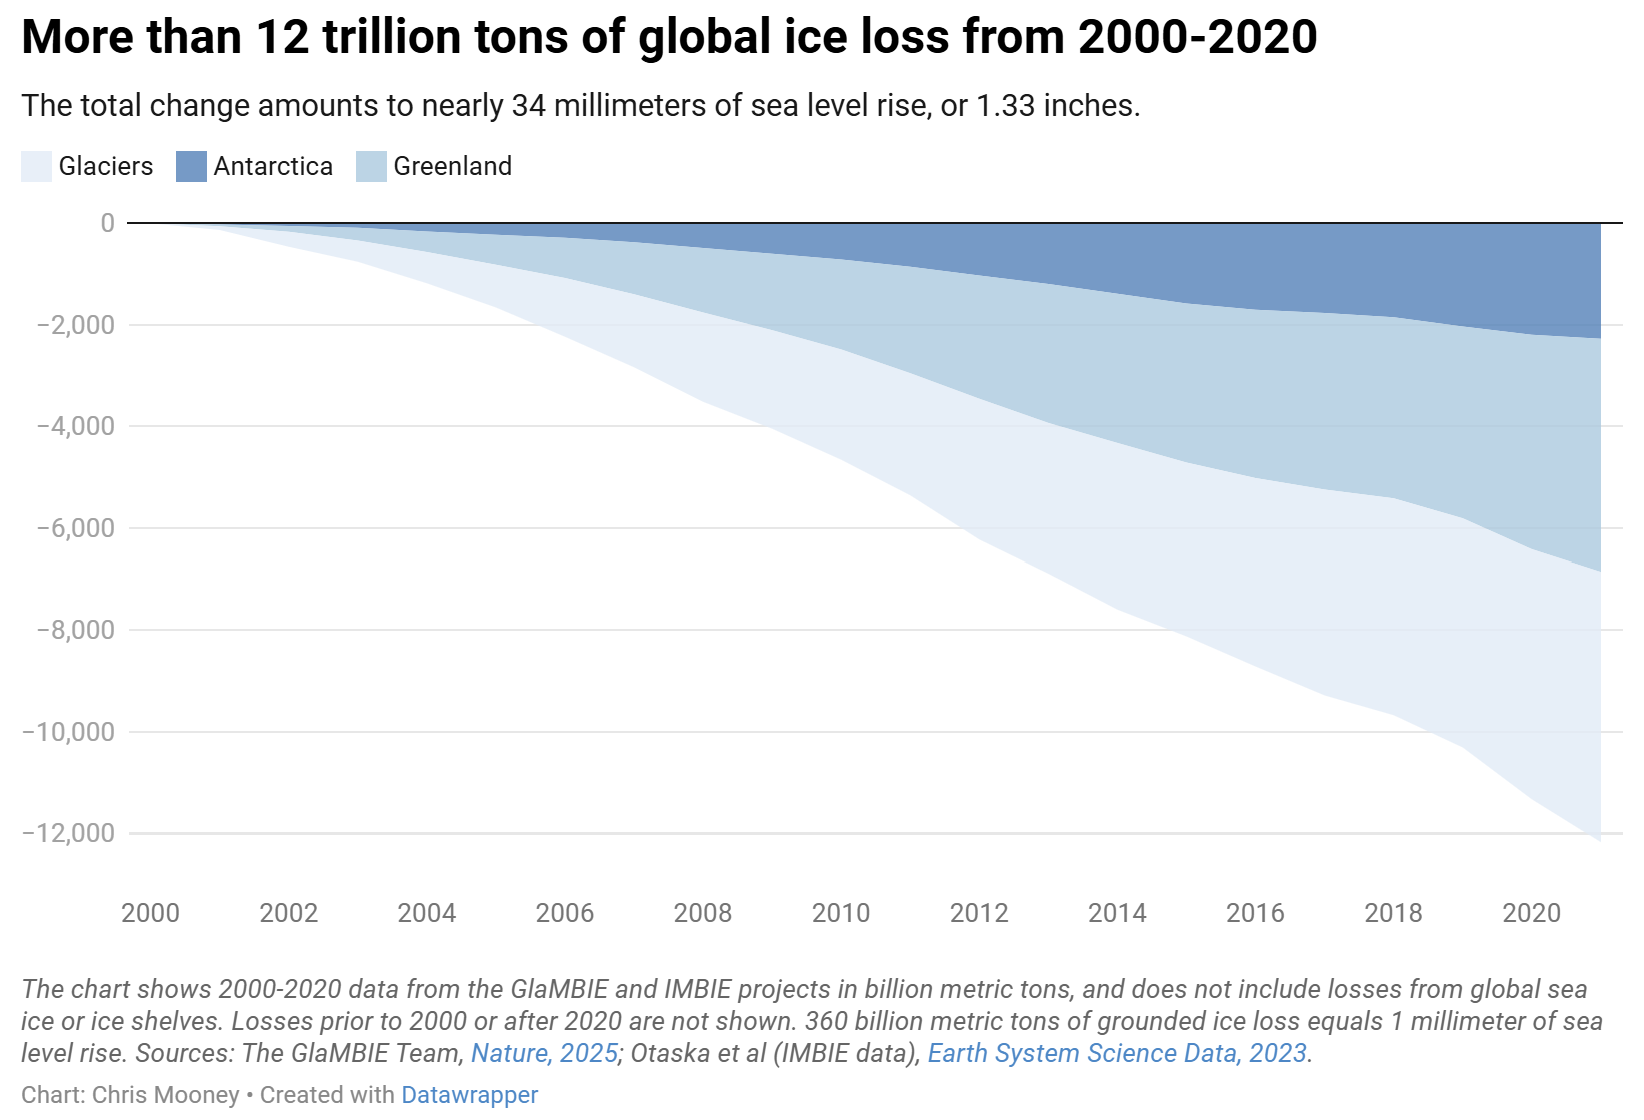 More than 12 trillion tons of global ice loss from 2000-2020
The total change amounts to nearly 34 millimeters of sea level rise, or 1.33 inches.
Glaciers Antarctica Greenland
0
−2,000
−4,000
−6,000
−8,000
−10,000
−12,000
2000 2002 2004 2006 2008 2010 2012 2014 2016 2018 2020
The chart shows 2000-2020 data from the GlaMBIE and IMBIE projects in billion metric tons, and does not include losses from global sea
ice or ice shelves. Losses prior to 2000 or after 2020 are not shown. 360 billion metric tons of grounded ice loss equals 1 millimeter of sea
level rise. Sources: The GlaMBIE Team, Nature, 2025; Otaska et al (IMBIE data), Earth System Science Data, 2023.
Chart: Chris Mooney • Created with Datawrapper